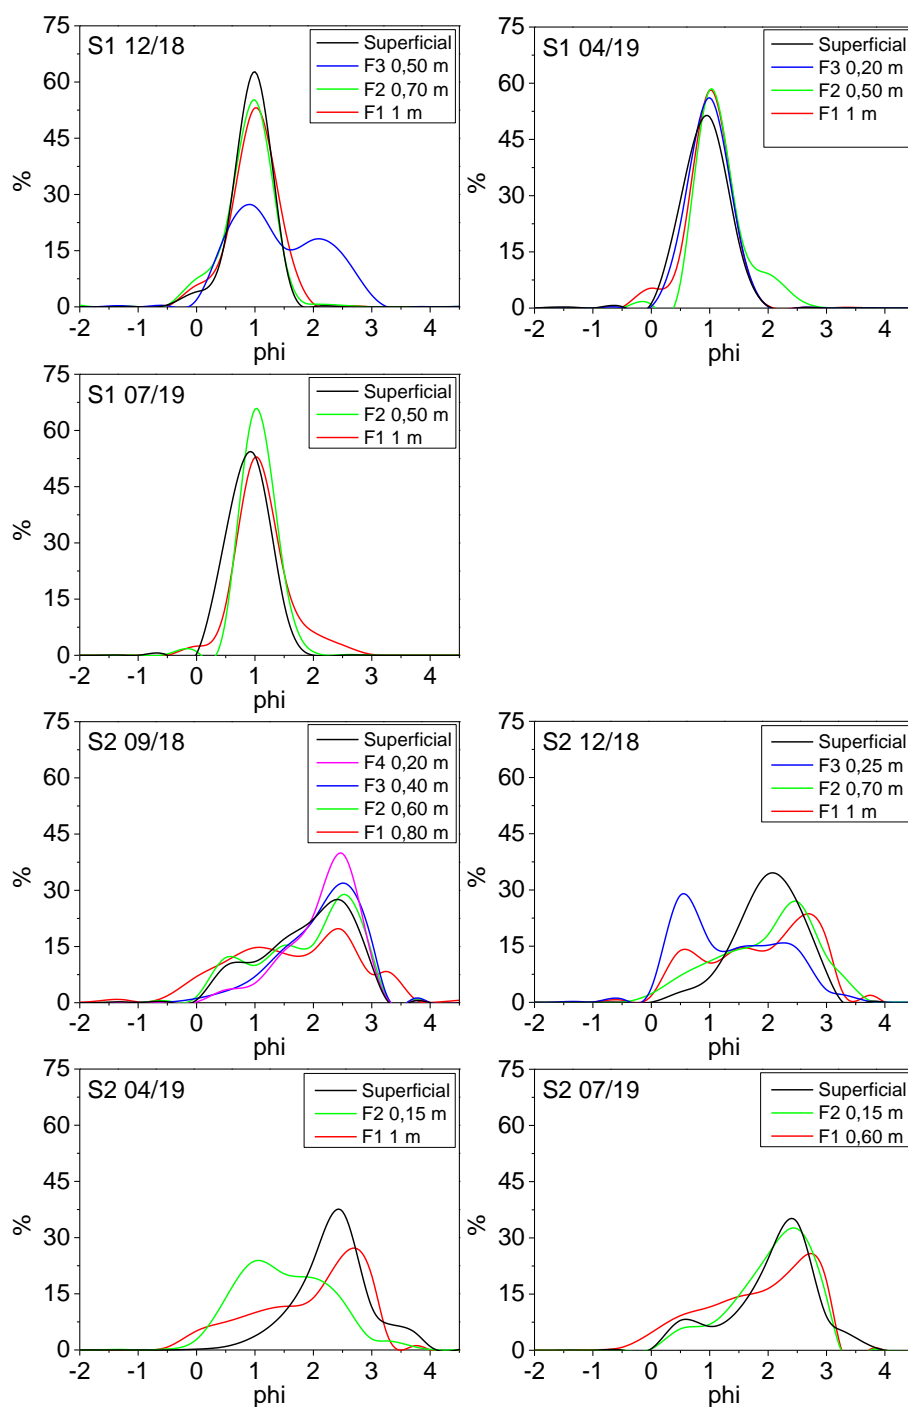 S1 12/18
Superficial
F3 0,50 m
F2 0,70 m
F1 1 m
75
60
45
30
15
0
%
-2 -1 0 1 2 3 4
phi
S1 04/19
Superficial
F3 0,20 m
F2 0,50 m
F1 1 m
75
60
45
30
15
0
%
-2 -1 0 1 2 3 4
phi
S1 07/19
Superficial
F2 0,50 m
F1 1 m
75
60
45
30
15
0
%
-2 -1 0 1 2 3 4
phi
S2 09/18
Superficial
F4 0,20 m
F3 0,40 m
F2 0,60 m
F1 0,80 m
75
60
45
30
15
0
%
-2 -1 0 1 2 3 4
phi
S2 12/18
Superficial
F3 0,25 m
F2 0,70 m
F1 1 m
75
60
45
30
15
0
%
-2 -1 0 1 2 3 4
phi
S2 04/19
Superficial
F2 0,15 m
F1 1 m
75
60
45
30
15
0
%
-2 -1 0 1 2 3 4
phi
S2 07/19
Superficial
F2 0,15 m
F1 0,60 m
75
60
45
30
15
0
%
-2 -1 0 1 2 3 4
phi